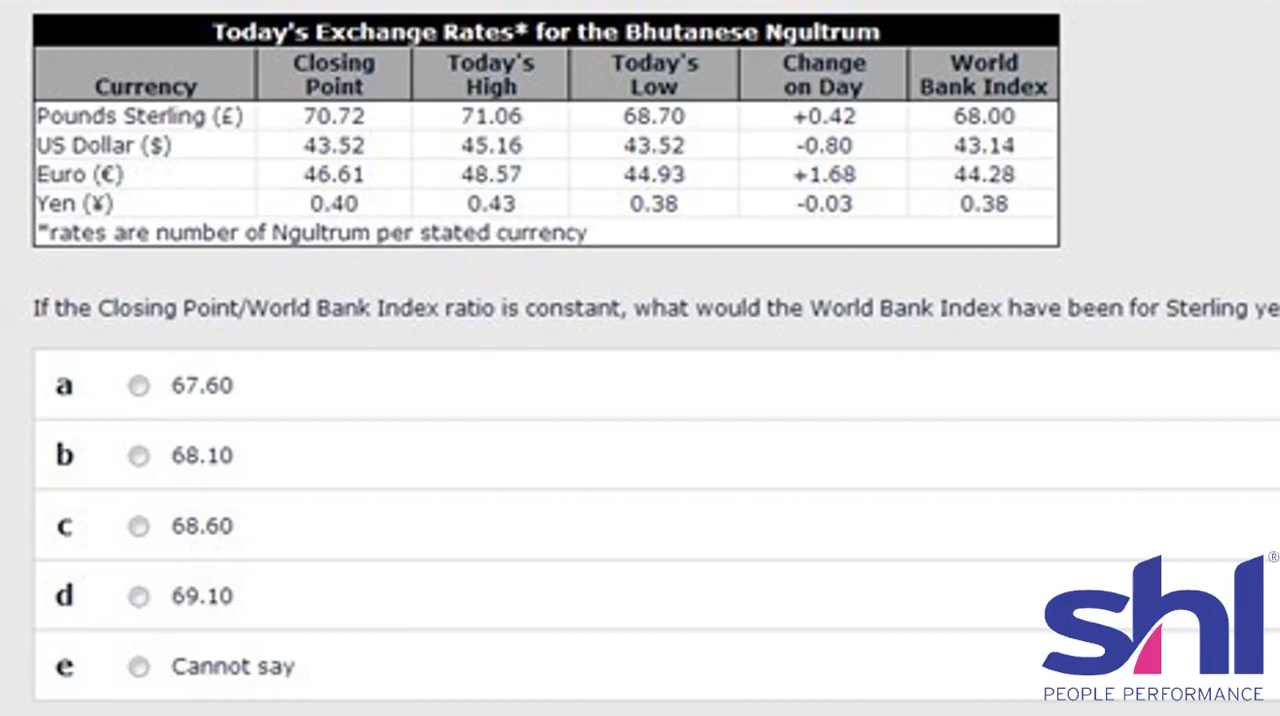 Today's Exchange Rates* for the Bhutanese Ngultrum
Currency Closing Point Today's High Today's Low Change on Day World Bank Index
Pounds Sterling (£) 70.72 71.06 68.70 +0.42 68.00
US Dollar ($) 43.52 45.16 43.52 -0.80 43.14
Euro (€) 46.61 48.57 44.93 +1.68 44.28
Yen (¥) 0.40 0.43 0.38 -0.03 0.38
*rates are number of Ngultrum per stated currency
If the Closing Point/World Bank Index ratio is constant, what would the World Bank Index have been for Sterling ye
a 67.60
b 68.10
c 68.60
d 69.10
e Cannot say
shl®
PEOPLE PERFORMANCE